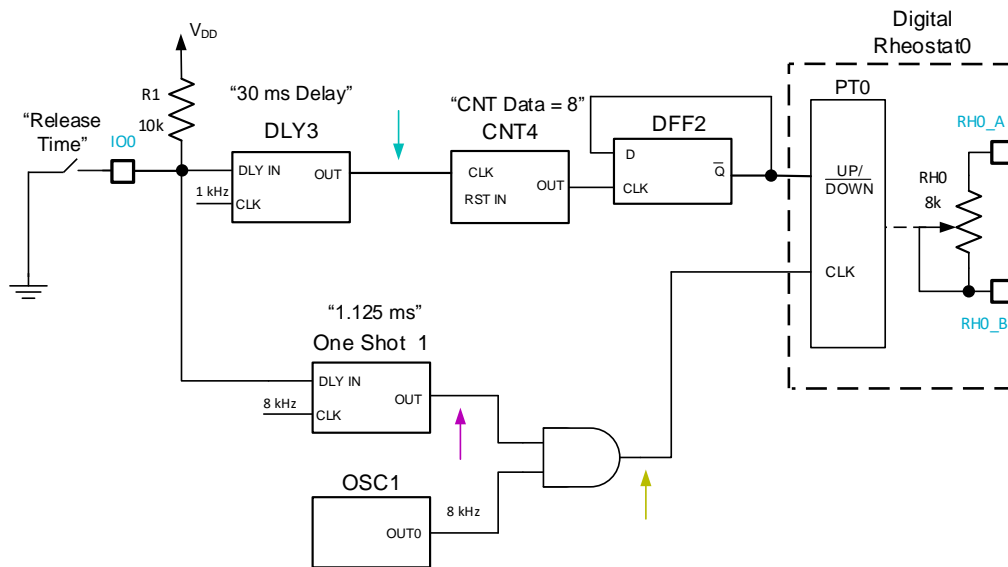 Digital
Rheostat0
VDD
R1
10k
"Release
Time"
IO0
"30 ms Delay"
DLY3
DLY IN
OUT
1 kHz
CLK
"CNT Data = 8"
CNT4
CLK
RST IN
OUT
DFF2
D
Q
CLK
PT0
UP/
DOWN
CLK
RH0_A
RH0
8k
RH0_B
"1.125 ms"
One Shot 1
DLY IN
OUT
8 kHz
CLK
OSC1
OUT0
8 kHz